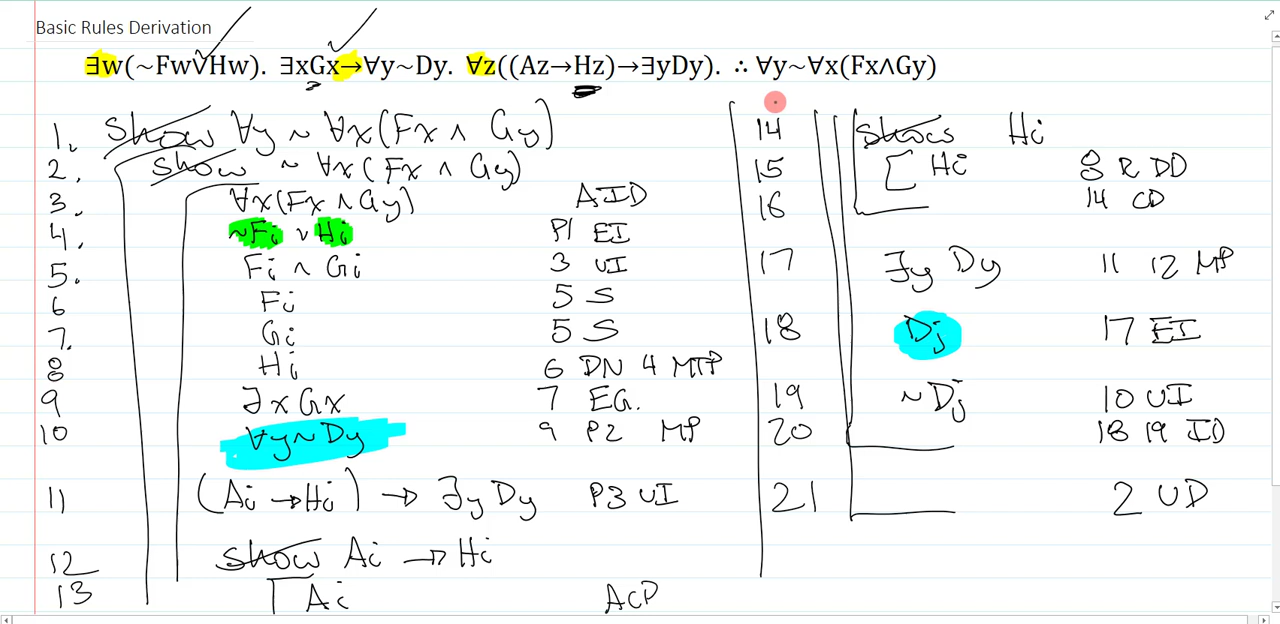 Basic Rules Derivation
∃w(~Fw∨Hw). ∃xGx→∀y~Dy. ∀z((Az→Hz)→∃yDy). ∴ ∀y~∀x(Fx∧Gy)
1. Show ∀y ~ ∀x(Fx ∧ Gy)
2. Show ~ ∀x(Fx ∧ Gy)
3. ∀x(Fx ∧ Gy) AID
4. ~Fi ∨ Hi P1 EI
5. Fi ∧ Gi 3 UI
6 Fi 5 S
7. Gi 5 S
8 Hi 6 DN 4 MTP
9 ∃x Gx 7 EG.
10 ∀y~Dy 9 P2 MP
11 (Ai → Hi) → ∃y Dy P3 UI
12 Show Ai → Hi
13 Ai ACP
14 Show Hi
15 Hi 8 R DD
16 14 CD
17 ∃y Dy 11 12 MP
18 Dj 17 EI
19 ~Dj 10 UI
20 18 19 ID
21 2 UD